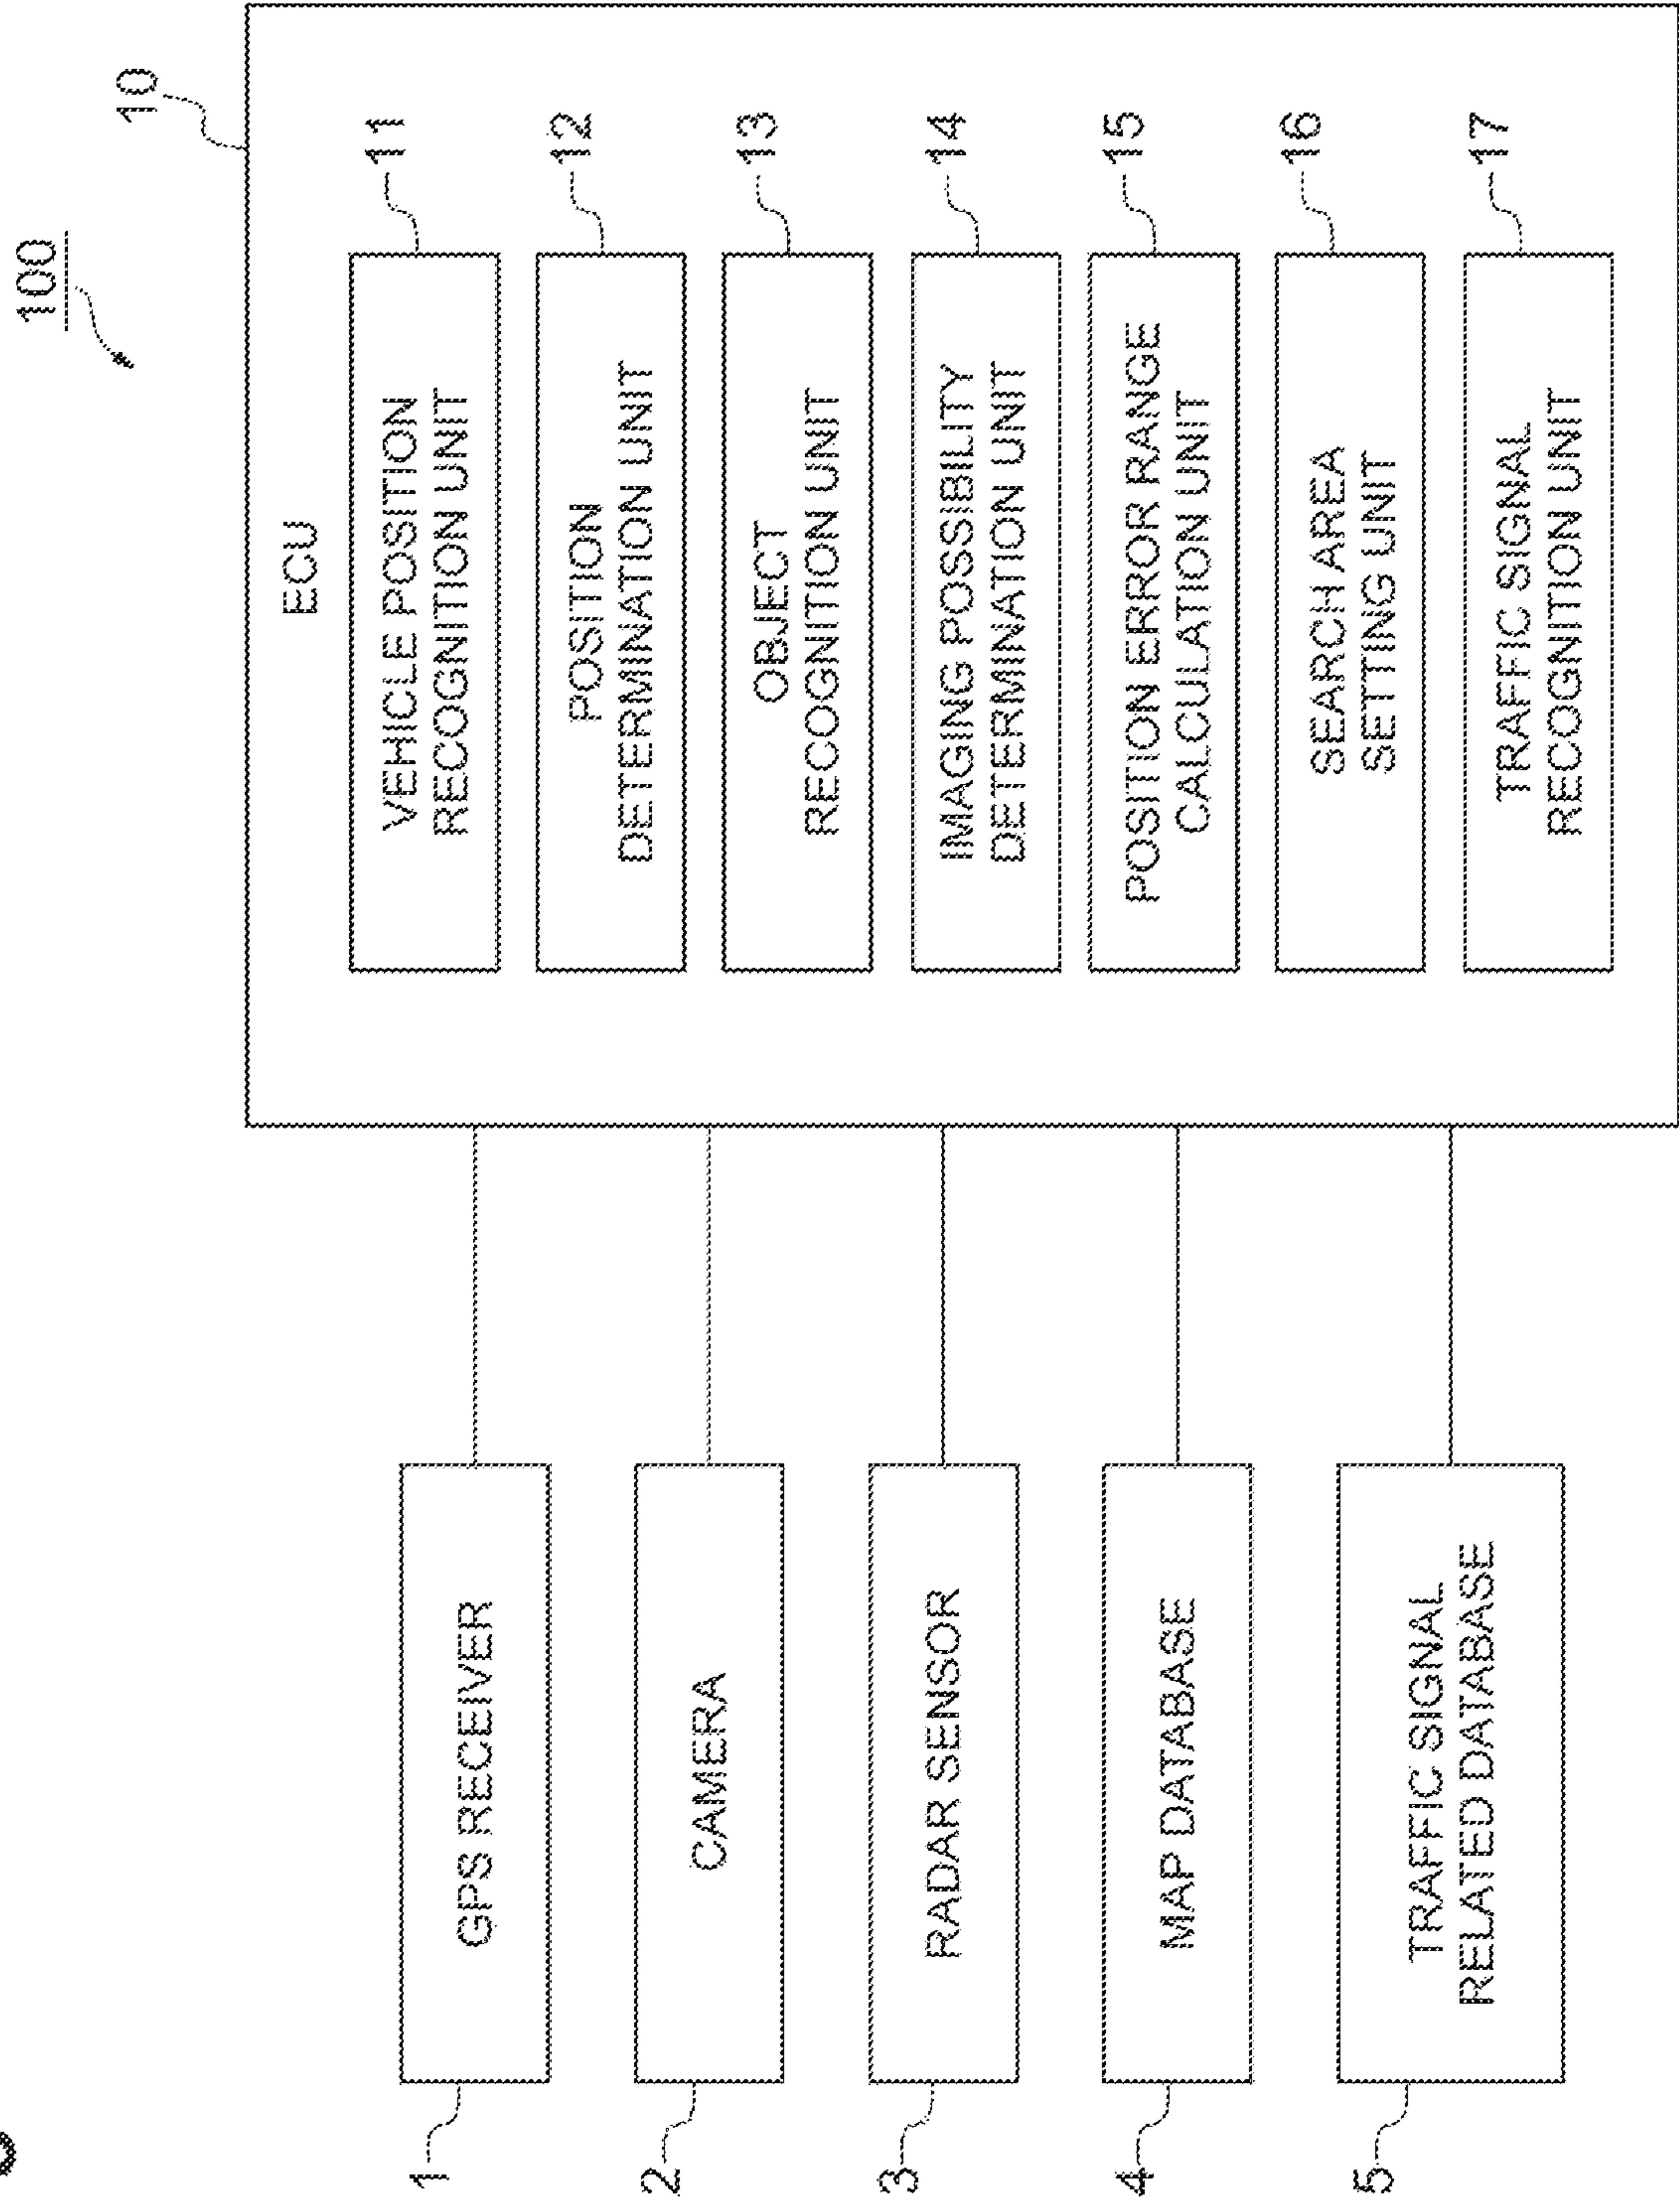 100
10
ECU
1
GPS RECEIVER
2
CAMERA
3
RADAR SENSOR
4
MAP DATABASE
5
TRAFFIC SIGNAL
RELATED DATABASE
VEHICLE POSITION
RECOGNITION UNIT
11
POSITION
DETERMINATION UNIT
12
OBJECT
RECOGNITION UNIT
13
IMAGING POSSIBILITY
DETERMINATION UNIT
14
POSITION ERROR RANGE
CALCULATION UNIT
15
SEARCH AREA
SETTING UNIT
16
TRAFFIC SIGNAL
RECOGNITION UNIT
17